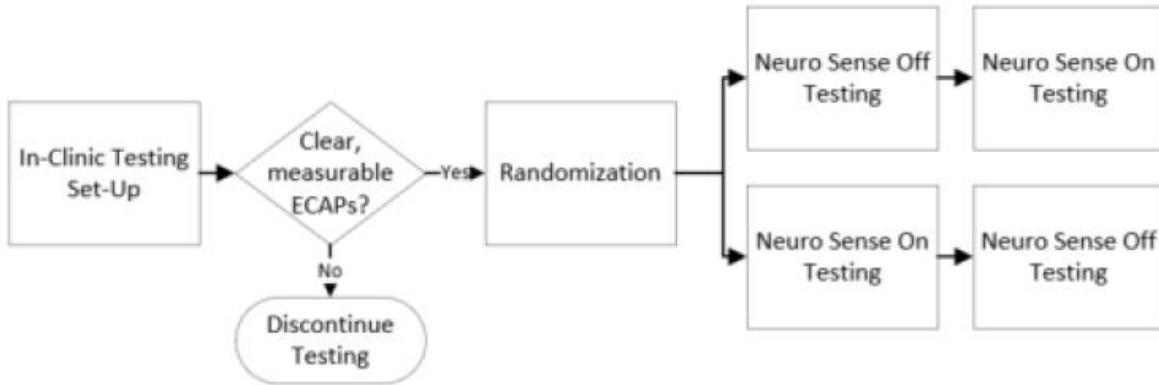 In-Clinic Testing
Set-Up
Clear,
measurable
ECAPs?
Yes
No
Discontinue
Testing
Randomization
Neuro Sense Off
Testing
Neuro Sense On
Testing
Neuro Sense On
Testing
Neuro Sense Off
Testing